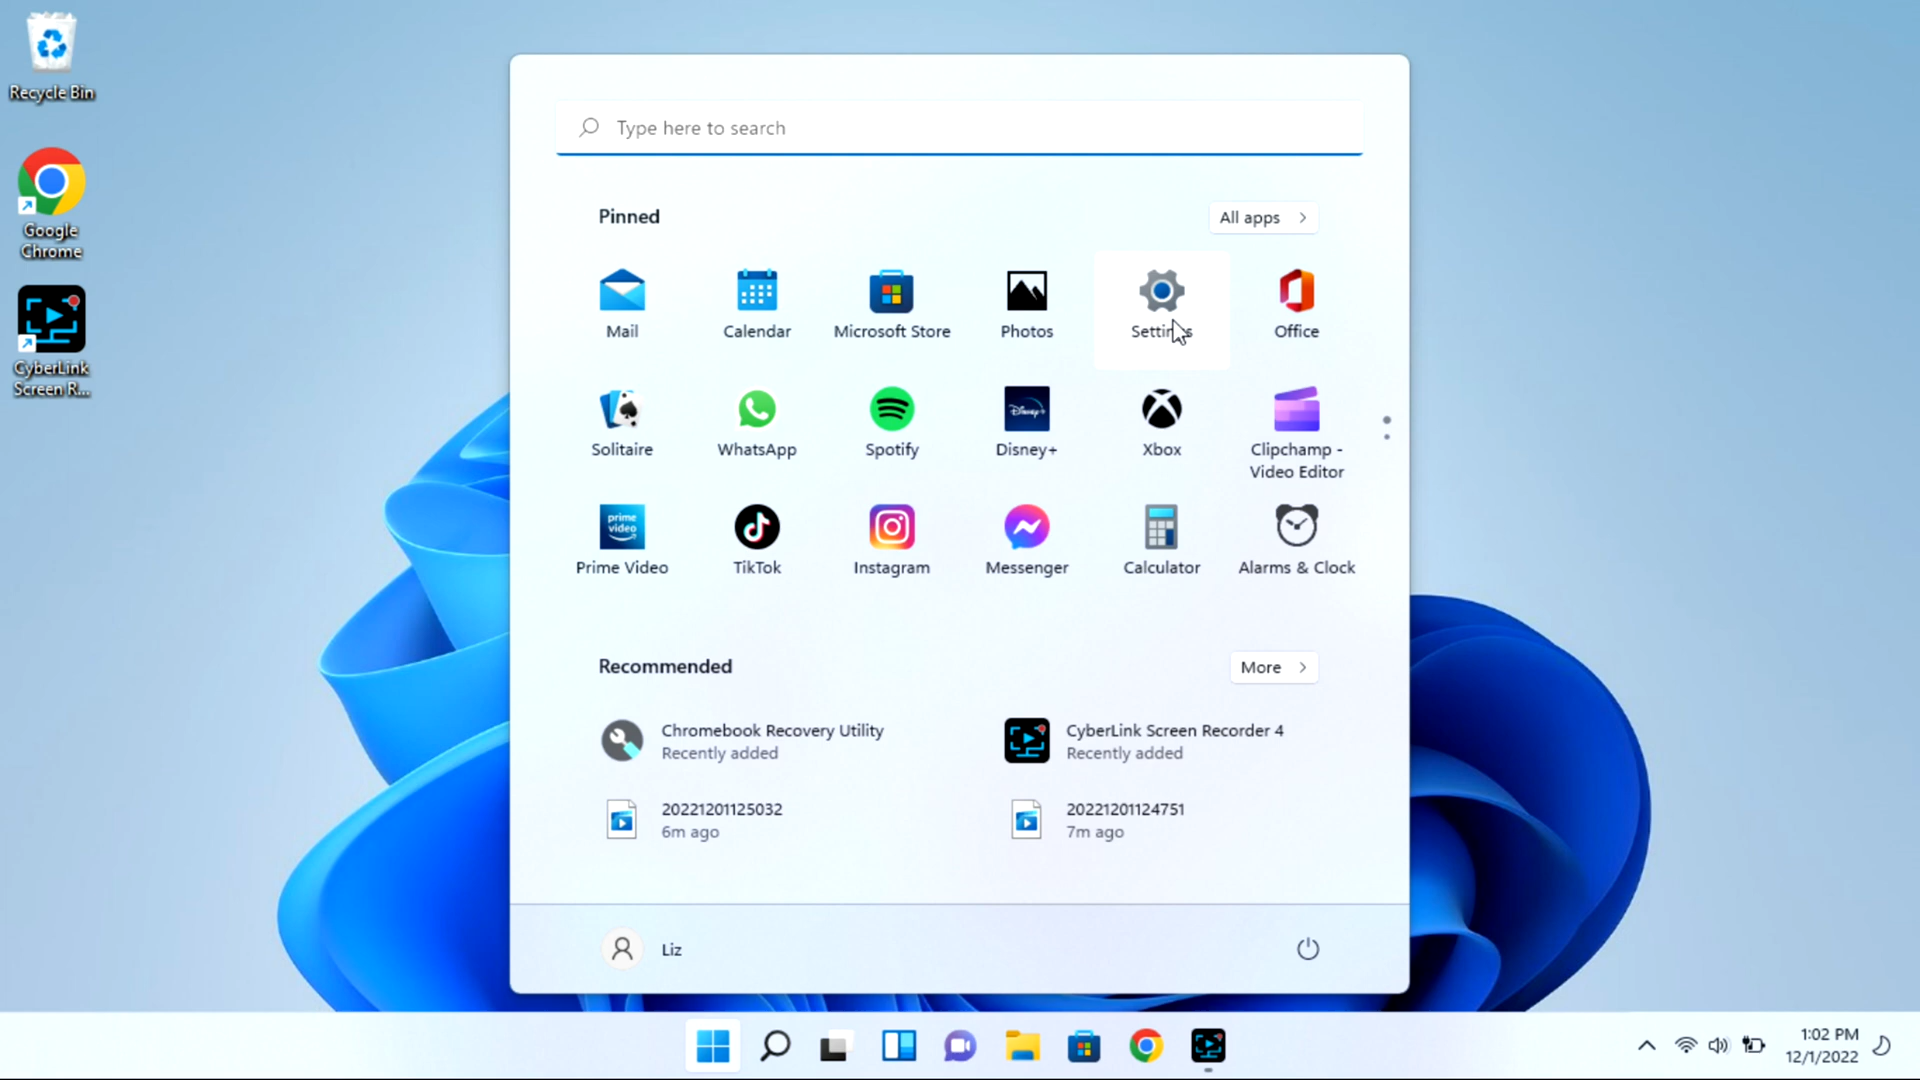 Recycle Bin
Google
Chrome
CyberLink
Screen R...
Type here to search
Pinned
All apps
Mail
Calendar
Microsoft Store
Photos
Settings
Office
Solitaire
WhatsApp
Spotify
Disney+
Xbox
Clipchamp -
Video Editor
prime
video
Prime Video
TikTok
Instagram
Messenger
Calculator
Alarms & Clock
Recommended
More
Chromebook Recovery Utility
Recently added
CyberLink Screen Recorder 4
Recently added
20221201125032
6m ago
20221201124751
7m ago
Liz
1:02 PM
12/1/2022